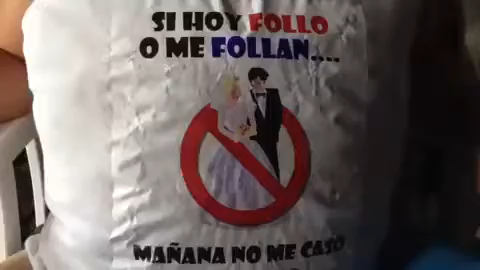 SI HOY FOLLO
O ME FOLLAN....
MAÑANA NO ME CASO